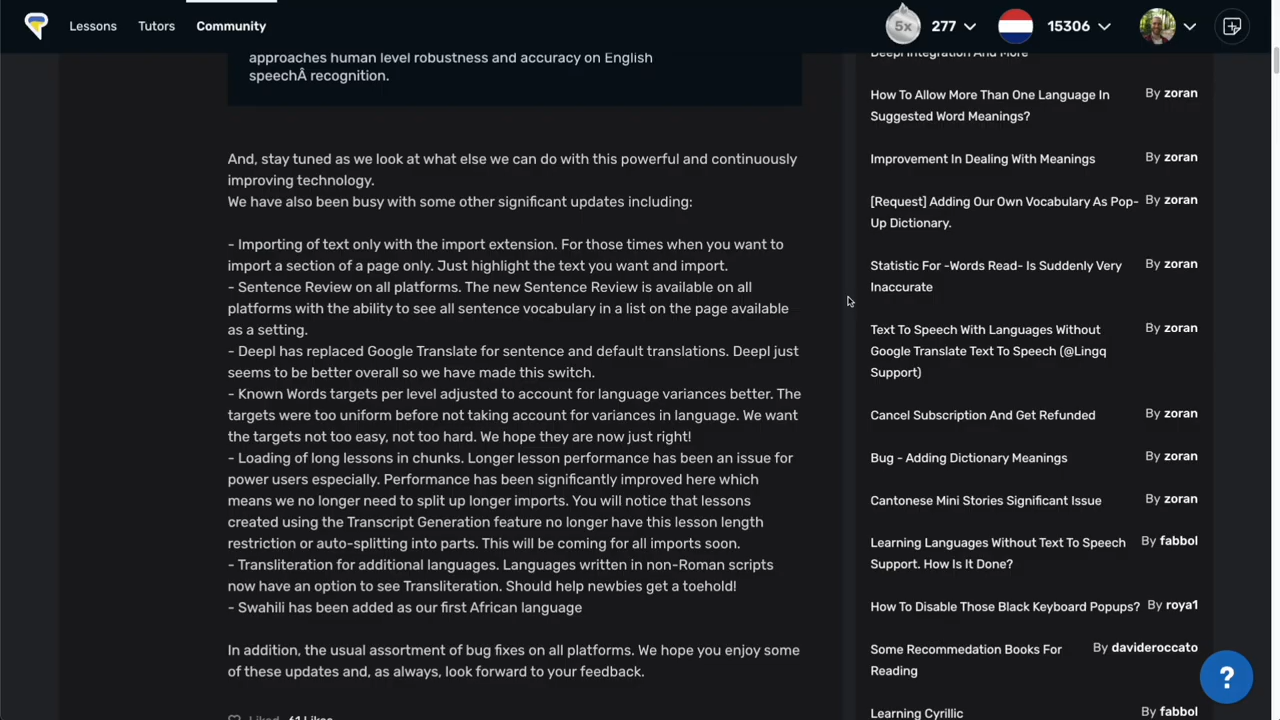 Lessons
Tutors
Community
5x
277
15306
approaches human level robustness and accuracy on English
speechÂ recognition.
And, stay tuned as we look at what else we can do with this powerful and continuously
improving technology.
We have also been busy with some other significant updates including:
- Importing of text only with the import extension. For those times when you want to
import a section of a page only. Just highlight the text you want and import.
- Sentence Review on all platforms. The new Sentence Review is available on all
platforms with the ability to see all sentence vocabulary in a list on the page available
as a setting.
- Deepl has replaced Google Translate for sentence and default translations. Deepl just
seems to be better overall so we have made this switch.
- Known Words targets per level adjusted to account for language variances better. The
targets were too uniform before not taking account for variances in language. We want
the targets not too easy, not too hard. We hope they are now just right!
- Loading of long lessons in chunks. Longer lesson performance has been an issue for
power users especially. Performance has been significantly improved here which
means we no longer need to split up longer imports. You will notice that lessons
created using the Transcript Generation feature no longer have this lesson length
restriction or auto-splitting into parts. This will be coming for all imports soon.
- Transliteration for additional languages. Languages written in non-Roman scripts
now have an option to see Transliteration. Should help newbies get a toehold!
- Swahili has been added as our first African language
In addition, the usual assortment of bug fixes on all platforms. We hope you enjoy some
of these updates and, as always, look forward to your feedback.
Liked 61 Likes
Deepl Integration And More
How To Allow More Than One Language In By zoran
Suggested Word Meanings?
Improvement In Dealing With Meanings By zoran
[Request] Adding Our Own Vocabulary As Pop- By zoran
Up Dictionary.
Statistic For -Words Read- Is Suddenly Very By zoran
Inaccurate
Text To Speech With Languages Without By zoran
Google Translate Text To Speech (@Lingq
Support)
Cancel Subscription And Get Refunded By zoran
Bug - Adding Dictionary Meanings By zoran
Cantonese Mini Stories Significant Issue By zoran
Learning Languages Without Text To Speech By fabbol
Support. How Is It Done?
How To Disable Those Black Keyboard Popups? By roya1
Some Recommedation Books For By davideroccato
Reading
Learning Cyrillic By fabbol
?